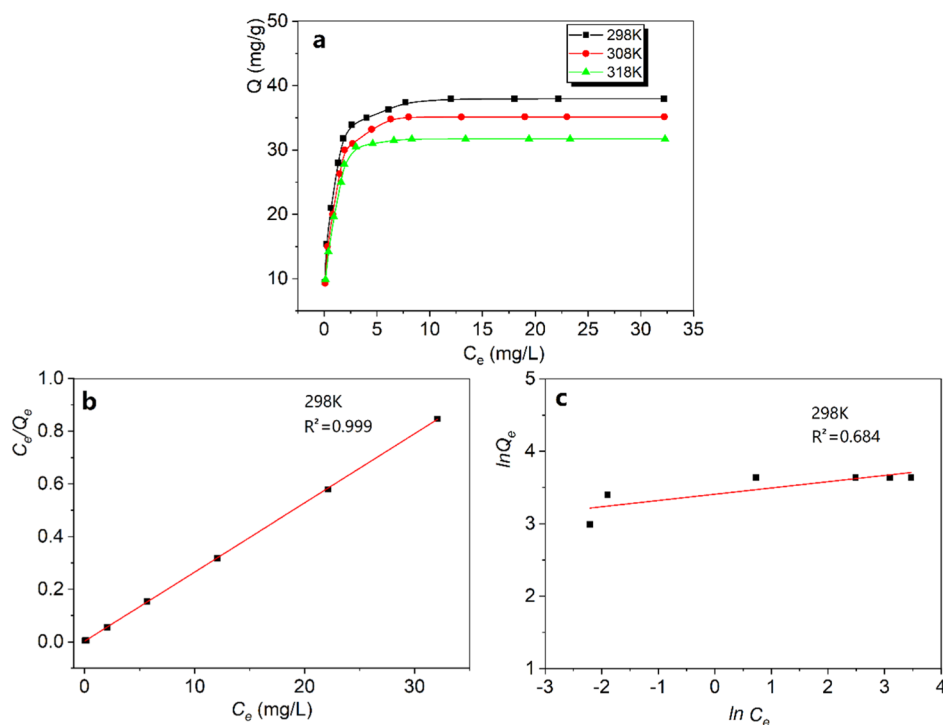 a
298K
308K
318K
Q (mg/g)
50
40
30
20
10
0 5 10 15 20 25 30 35
Cₑ (mg/L)
b
298K
R²=0.999
Cₑ/Qₑ
1.0
0.8
0.6
0.4
0.2
0.0
0 10 20 30
Cₑ (mg/L)
c
298K
R²=0.684
lnQₑ
5
4
3
2
1
-3 -2 -1 0 1 2 3 4
ln Cₑ